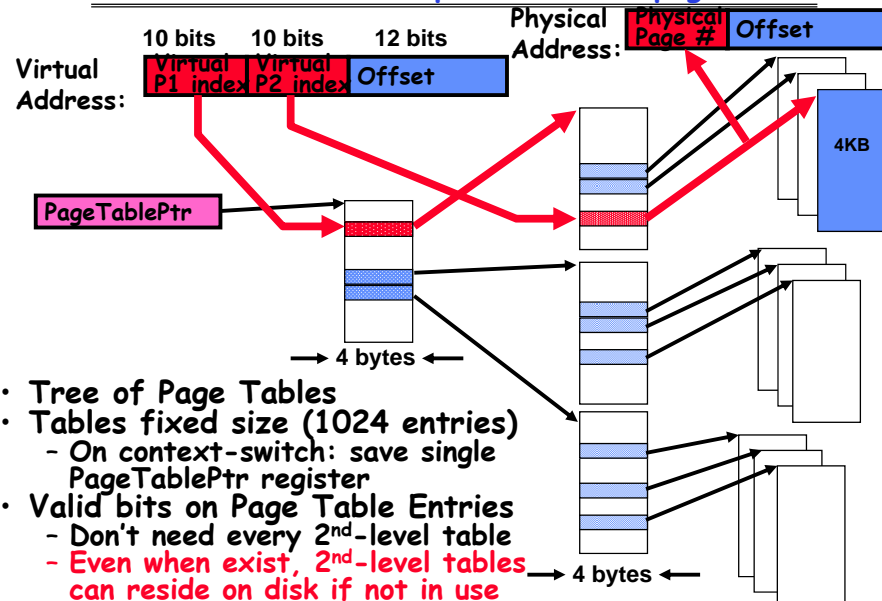 10 bits 10 bits 12 bits
Virtual Address:
Virtual P1 index
Virtual P2 index
Offset
Physical Address:
Physical Page #
Offset
4KB
PageTablePtr
4 bytes
• Tree of Page Tables
• Tables fixed size (1024 entries)
– On context-switch: save single
PageTablePtr register
• Valid bits on Page Table Entries
– Don't need every 2nd-level table
– Even when exist, 2nd-level tables
can reside on disk if not in use
4 bytes